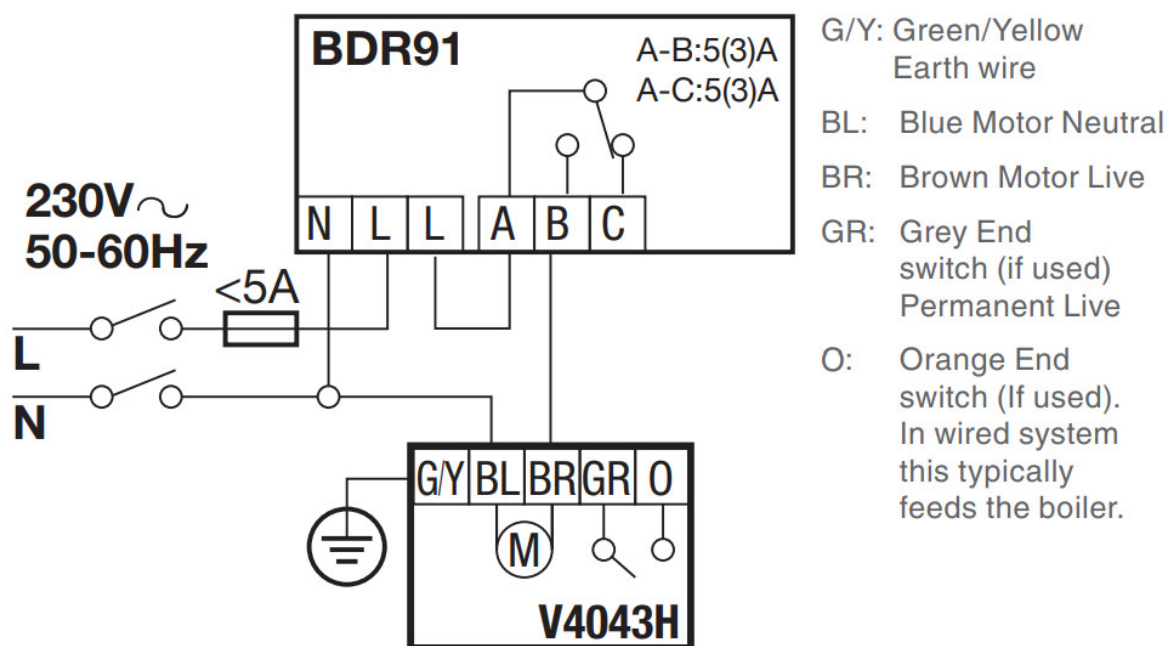 BDR91
A-B:5(3)A
A-C:5(3)A
230V
50-60Hz
N L L A B C
<5A
L
N
G/Y BL BR GR O
M
V4043H
G/Y: Green/Yellow
Earth wire
BL: Blue Motor Neutral
BR: Brown Motor Live
GR: Grey End
switch (if used)
Permanent Live
O: Orange End
switch (If used).
In wired system
this typically
feeds the boiler.